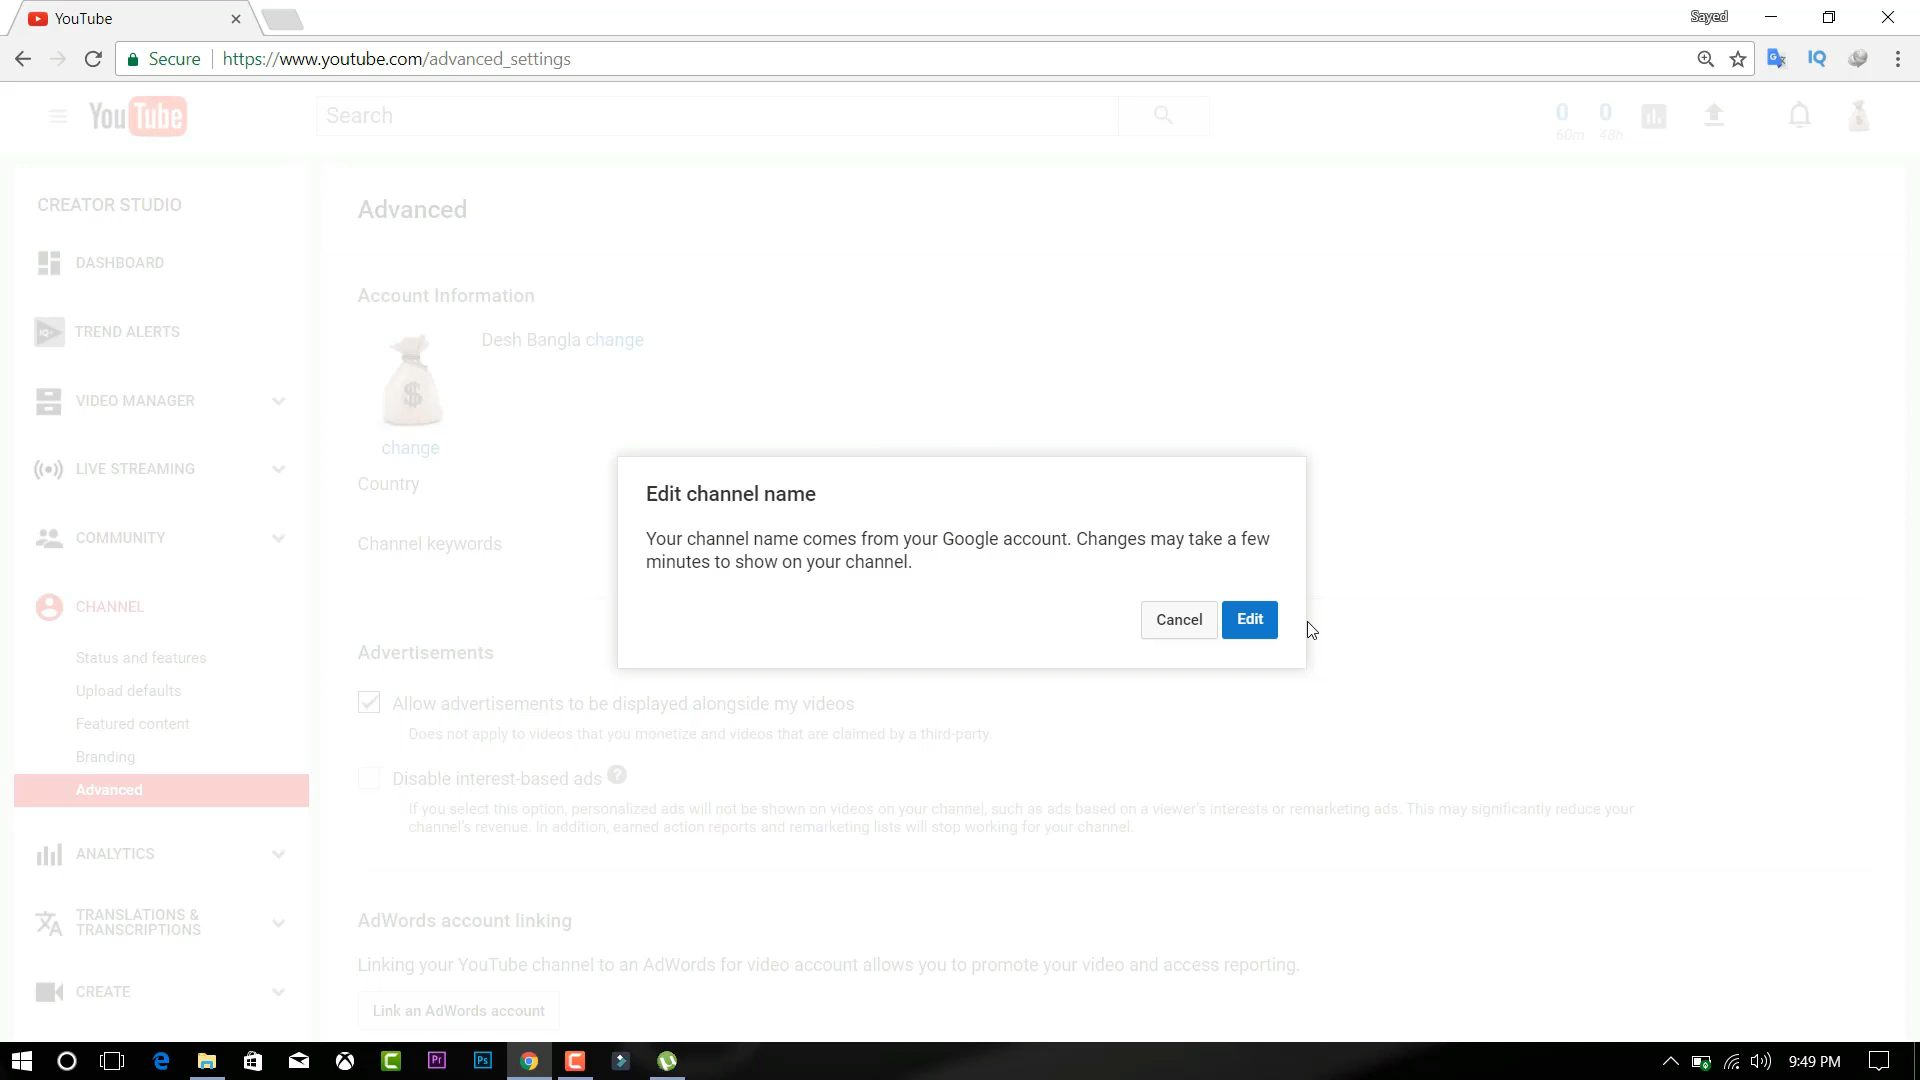 YouTube
Sayed
Secure
https://www.youtube.com/advanced_settings
IQ
YouTube
Search
0
0
60m
48h
CREATOR STUDIO
DASHBOARD
TREND ALERTS
VIDEO MANAGER
LIVE STREAMING
COMMUNITY
CHANNEL
Status and features
Upload defaults
Featured content
Branding
Advanced
ANALYTICS
TRANSLATIONS &
TRANSCRIPTIONS
CREATE
Advanced
Account Information
Desh Bangla change
$
change
Country
Channel keywords
Edit channel name
Your channel name comes from your Google account. Changes may take a few
minutes to show on your channel.
Cancel
Edit
Advertisements
Allow advertisements to be displayed alongside my videos
Does not apply to videos that you monetize and videos that are claimed by a third-party.
Disable interest-based ads ?
If you select this option, personalized ads will not be shown on videos on your channel, such as ads based on a viewer's interests or remarketing ads. This may significantly reduce your
channel's revenue. In addition, earned action reports and remarketing lists will stop working for your channel.
AdWords account linking
Linking your YouTube channel to an AdWords for video account allows you to promote your video and access reporting.
Link an AdWords account
Pr
Ps
9:49 PM